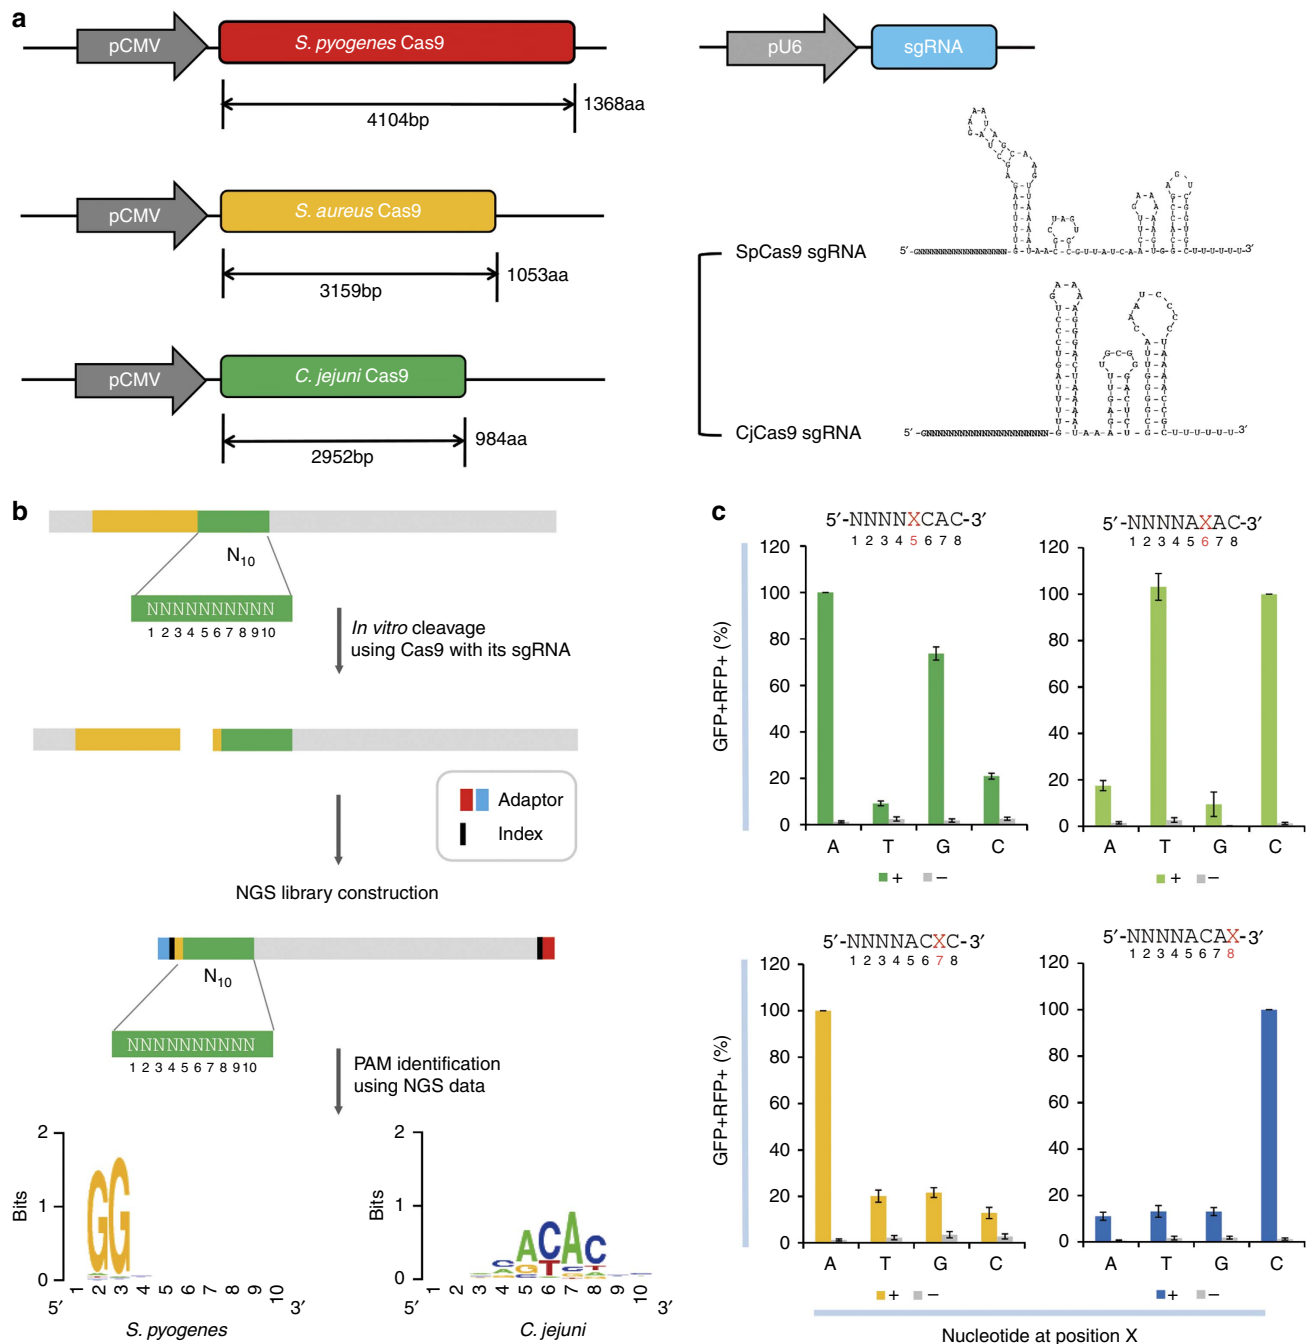 a
pCMV
S. pyogenes Cas9
1368aa
4104bp
pCMV
S. aureus Cas9
1053aa
3159bp
pCMV
C. jejuni Cas9
984aa
2952bp
pU6
sgRNA
SpCas9 sgRNA
5′
3′
CjCas9 sgRNA
5′
3′
b
N10
NNNNNNNNNN
1 2 3 4 5 6 7 8 9 10
In vitro cleavage
using Cas9 with its sgRNA
Adaptor
Index
NGS library construction
N10
NNNNNNNNNN
1 2 3 4 5 6 7 8 9 10
PAM identification
using NGS data
2
1
0
Bits
GG
5′ 1 2 3 4 5 6 7 8 9 10 3′
S. pyogenes
2
1
0
Bits
CACAC
5′ 1 2 3 4 5 6 7 8 9 10 3′
C. jejuni
c
5′-NNNNXCAC-3′
1 2 3 4 5 6 7 8
120
100
80
60
40
20
0
GFP+RFP+ (%)
A T G C
+ −
5′-NNNNAXAC-3′
1 2 3 4 5 6 7 8
120
100
80
60
40
20
0
A T G C
+ −
5′-NNNNACXC-3′
1 2 3 4 5 6 7 8
120
100
80
60
40
20
0
GFP+RFP+ (%)
A T G C
+ −
5′-NNNNACAX-3′
1 2 3 4 5 6 7 8
120
100
80
60
40
20
0
A T G C
+ −
Nucleotide at position X